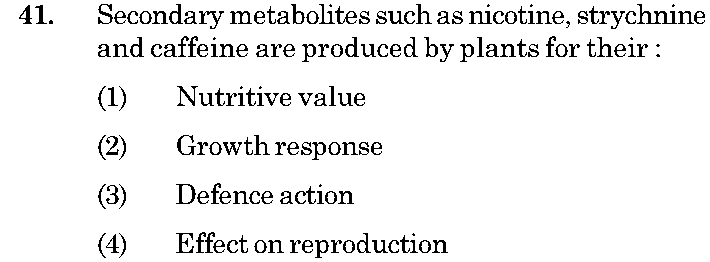 41. Secondary metabolites such as nicotine, strychnine
and caffeine are produced by plants for their :
(1) Nutritive value
(2) Growth response
(3) Defence action
(4) Effect on reproduction